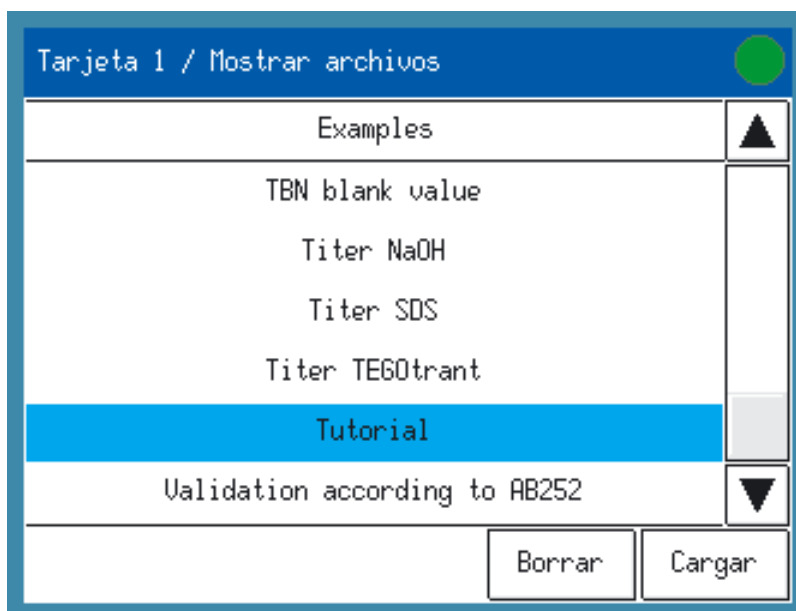 Tarjeta 1 / Mostrar archivos
Examples
TBN blank value
Titer NaOH
Titer SDS
Titer TEGOtrant
Tutorial
Validation according to AB252
Borrar Cargar